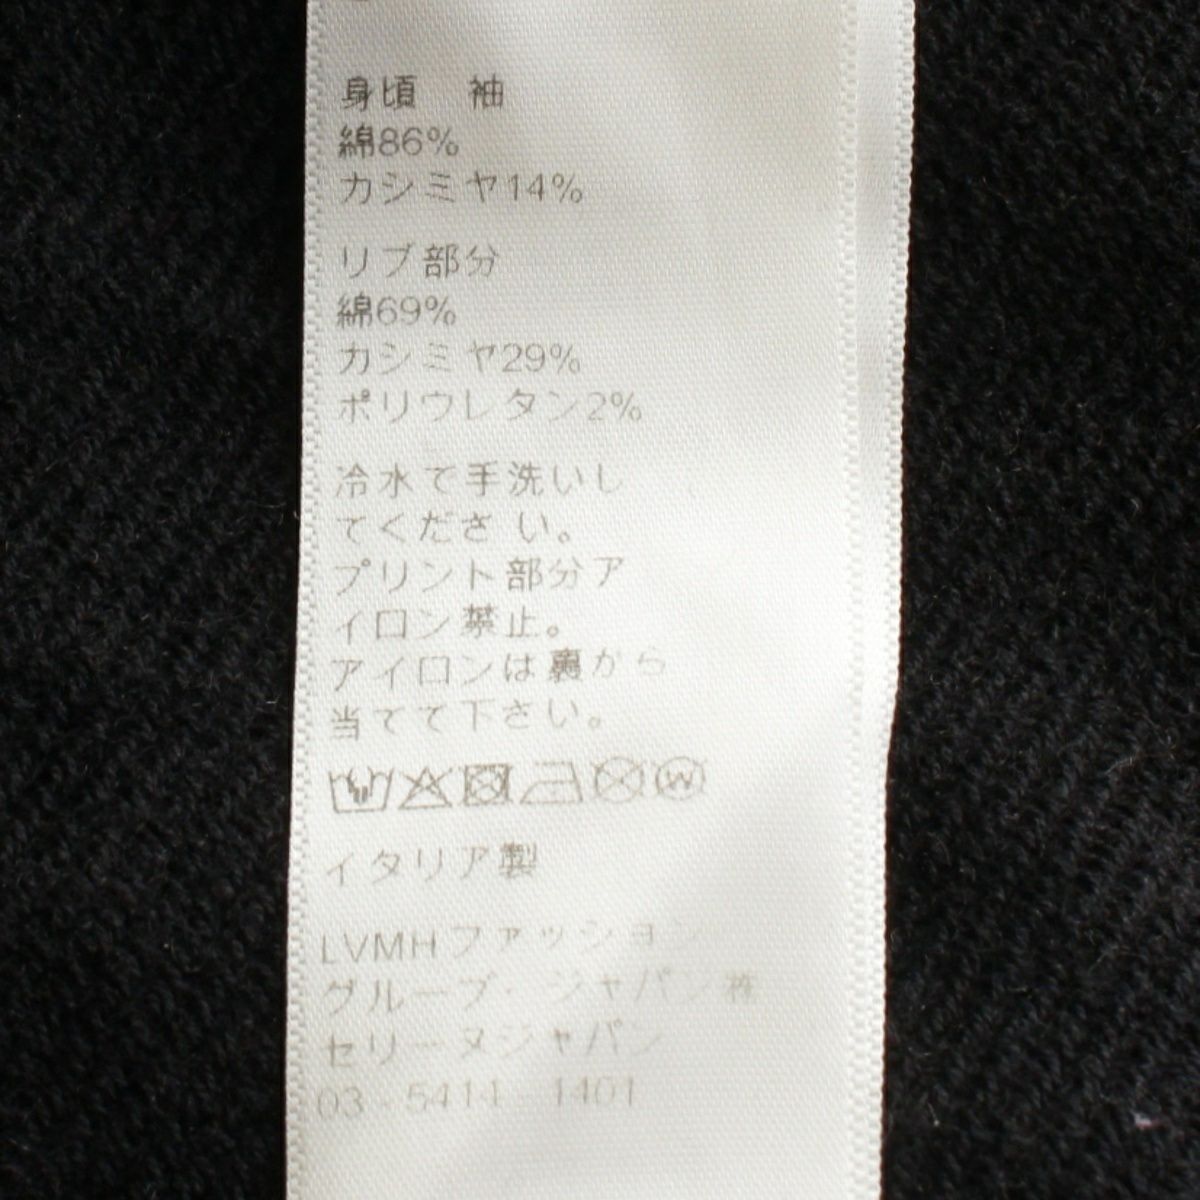 身頃 袖
綿86%
カシミヤ14%
リブ部分
綿69%
カシミヤ29%
ポリウレタン2%
冷水で手洗いし
てください。
プリント部分ア
イロン禁止。
アイロンは裏から
当てて下さい。
W
イタリア製
LVMHファッション
グループ・ジャパン㈱
セリーヌジャパン
03-5414-1401